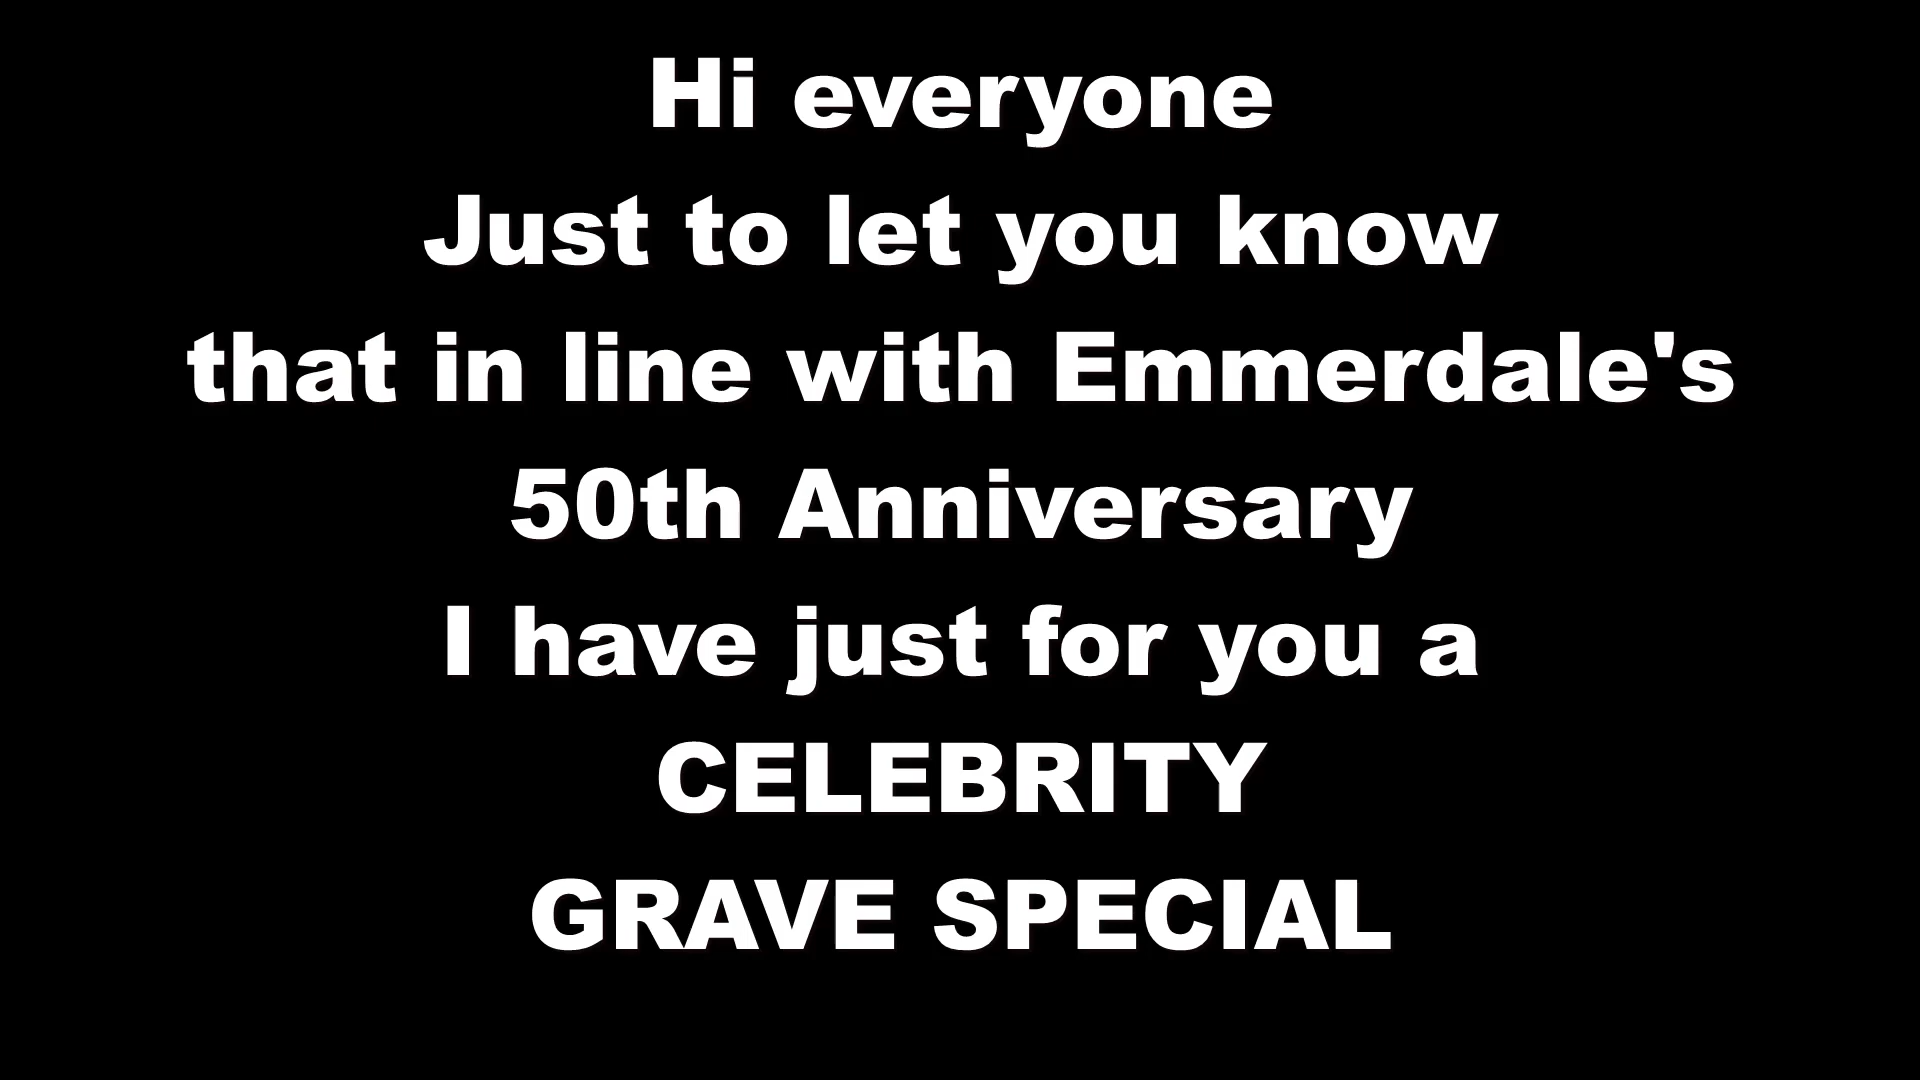 Hi everyone
Just to let you know
that in line with Emmerdale's
50th Anniversary
I have just for you a
CELEBRITY
GRAVE SPECIAL